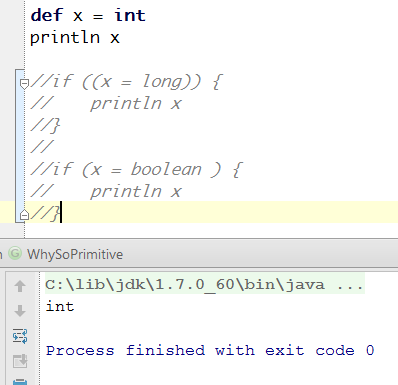 def x = int
println x
//if ((x = long)) {
//    println x
//}
//
//if (x = boolean ) {
//    println x
//}
WhySoPrimitive
C:\lib\jdk\1.7.0_60\bin\java ...
int
Process finished with exit code 0